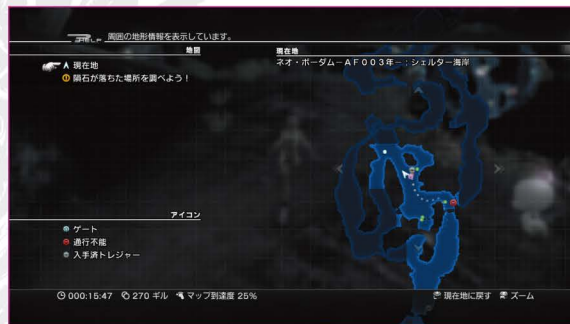 HELP 周囲の地形情報を表示しています。
地図
現在地
隕石が落ちた場所を調べよう!
現在地
ネオ・ボーダムーAF003年ー:シェルター海岸
アイコン
ゲート
通行不能
入手済トレジャー
000:15:47 270 ギル マップ到達度 25%
現在地に戻す ズーム